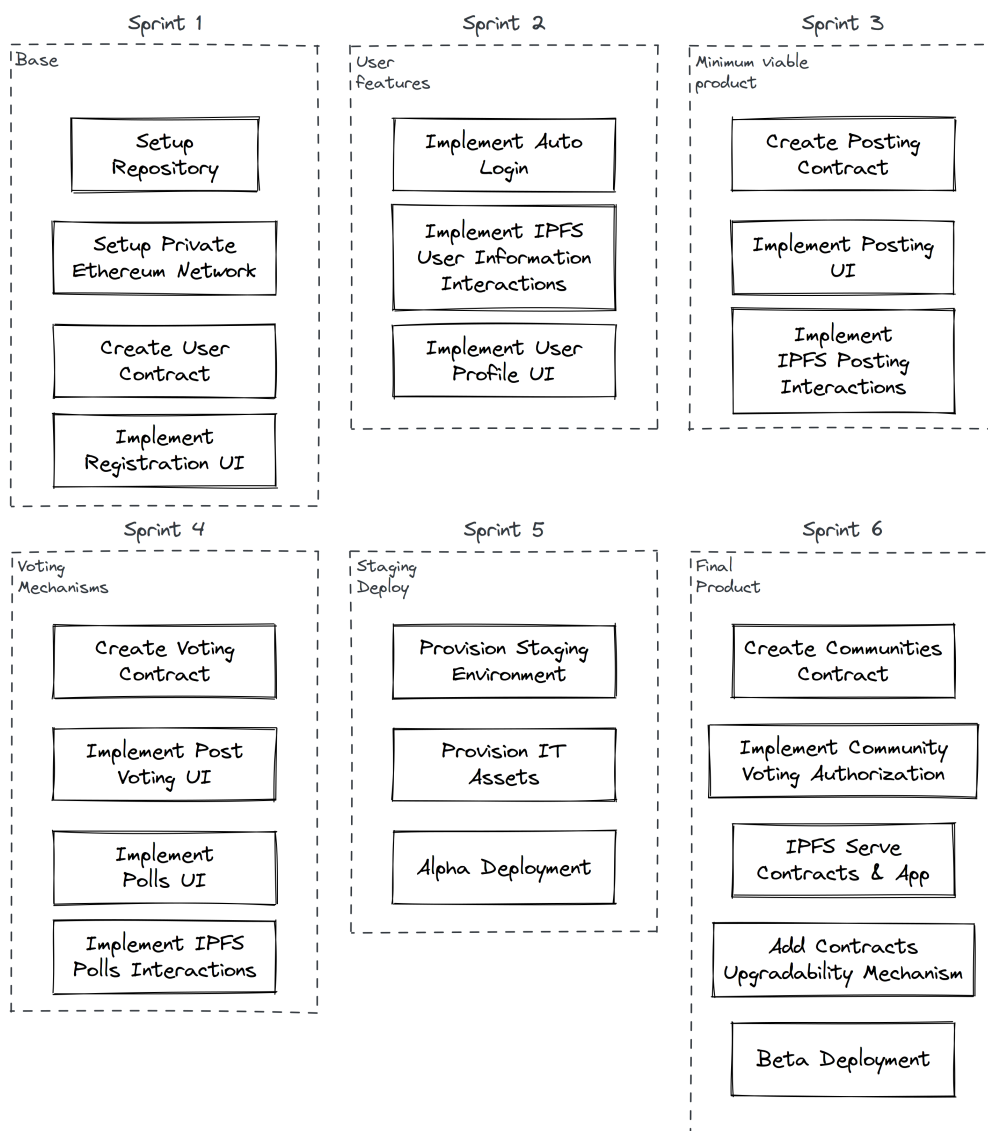 Sprint 1
Base
Setup
Repository
Setup Private
Ethereum Network
Create User
Contract
Implement
Registration UI
Sprint 2
User
features
Implement Auto
Login
Implement IPFS
User Information
Interactions
Implement User
Profile UI
Sprint 3
Minimum viable
product
Create Posting
Contract
Implement Posting
UI
Implement
IPFS Posting
Interactions
Sprint 4
Voting
Mechanisms
Create Voting
Contract
Implement Post
Voting UI
Implement
Polls UI
Implement IPFS
Polls Interactions
Sprint 5
Staging
Deploy
Provision Staging
Environment
Provision IT
Assets
Alpha Deployment
Sprint 6
Final
Product
Create Communities
Contract
Implement Community
Voting Authorization
IPFS Serve
Contracts & App
Add Contracts
Upgradability Mechanism
Beta Deployment